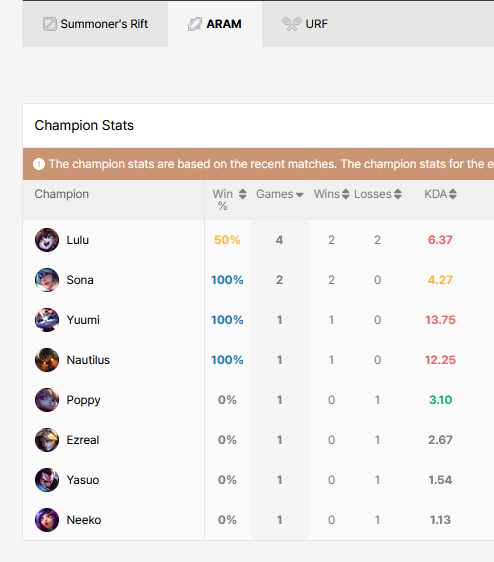 Summoner's Rift ARAM URF
Champion Stats
! The champion stats are based on the recent matches. The champion stats for the e
Champion Win % Games Wins Losses KDA
Lulu 50% 4 2 2 6.37
Sona 100% 2 2 0 4.27
Yuumi 100% 1 1 0 13.75
Nautilus 100% 1 1 0 12.25
Poppy 0% 1 0 1 3.10
Ezreal 0% 1 0 1 2.67
Yasuo 0% 1 0 1 1.54
Neeko 0% 1 0 1 1.13